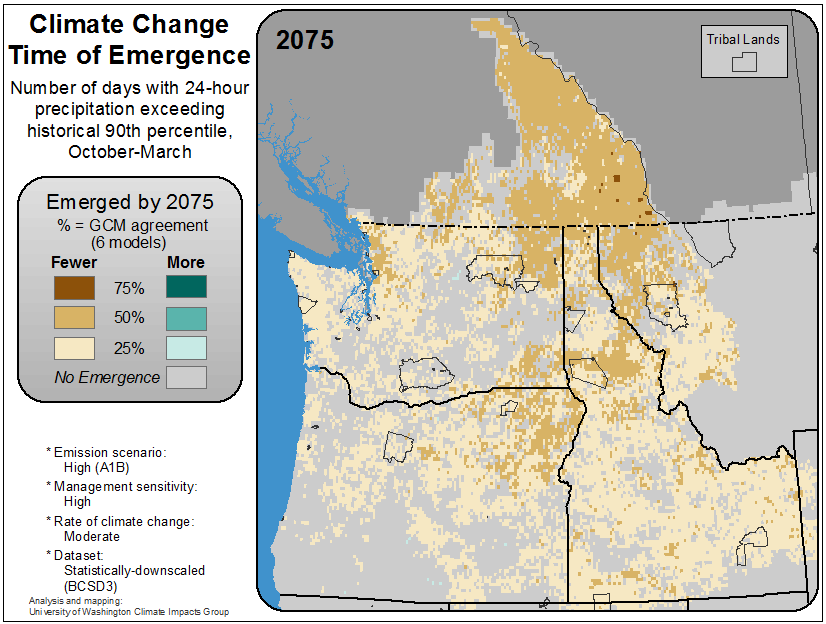 Climate Change
Time of Emergence
Number of days with 24-hour
precipitation exceeding
historical 90th percentile,
October-March
Emerged by 2075
% = GCM agreement
(6 models)
Fewer More
75%
50%
25%
No Emergence
* Emission scenario:
High (A1B)
* Management sensitivity:
High
* Rate of climate change:
Moderate
* Dataset:
Statistically-downscaled
(BCSD3)
Analysis and mapping:
University of Washington Climate Impacts Group
2075
Tribal Lands